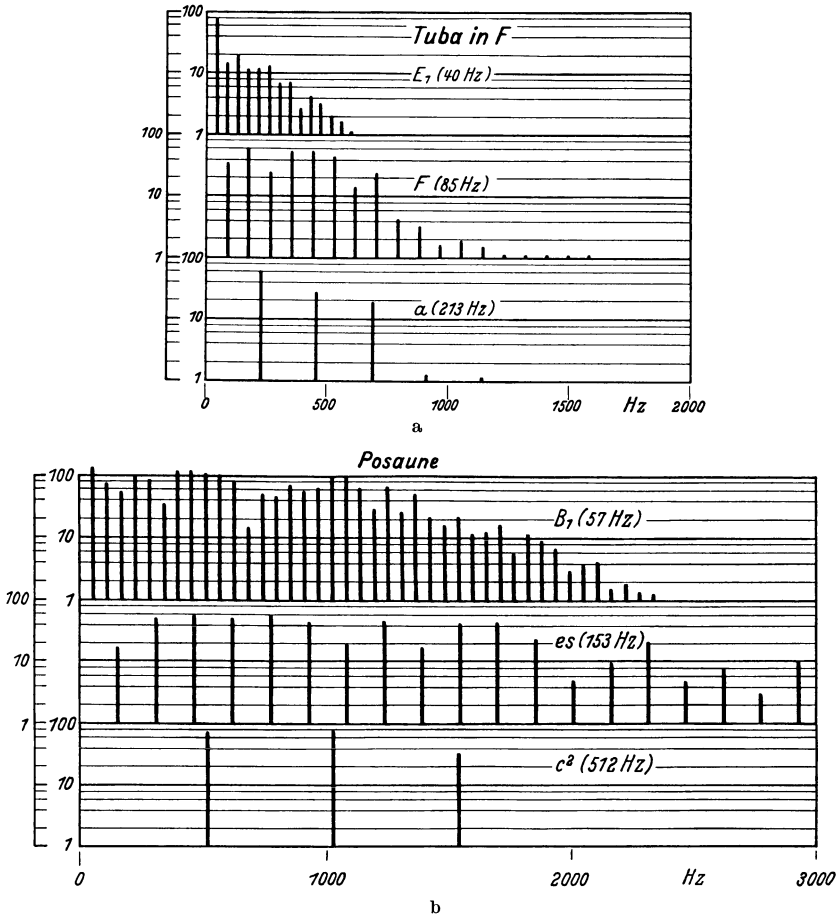 100
Tuba in F
10
E₁ (40 Hz)
100 1
10
F (85 Hz)
1 100
10
a (213 Hz)
1
0 500 1000 1500 Hz 2000
a
Posaune
100
10
B₁ (57 Hz)
100 1
10
es (153 Hz)
1 100
10
c² (512 Hz)
1
0 1000 2000 Hz 3000
b